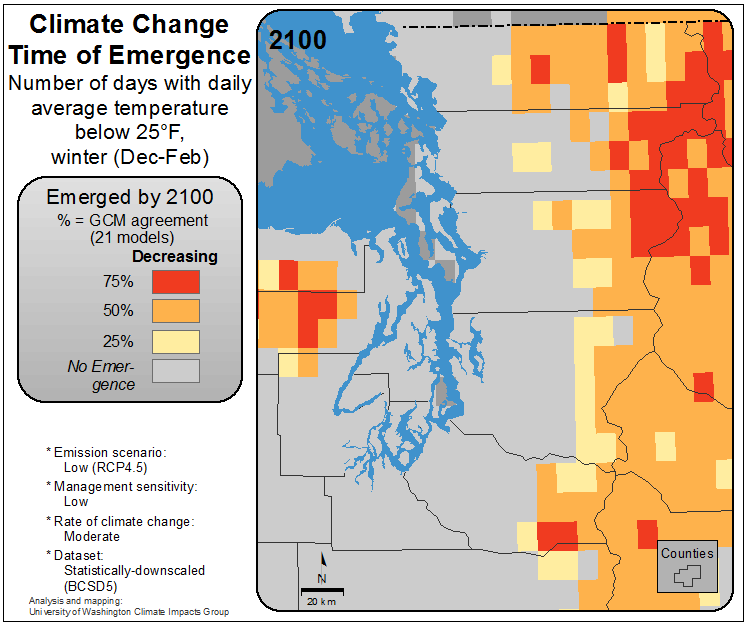 Climate Change
Time of Emergence
Number of days with daily
average temperature
below 25°F,
winter (Dec-Feb)
Emerged by 2100
% = GCM agreement
(21 models)
Decreasing
75%
50%
25%
No Emer-
gence
* Emission scenario:
Low (RCP4.5)
* Management sensitivity:
Low
* Rate of climate change:
Moderate
* Dataset:
Statistically-downscaled
(BCSD5)
Analysis and mapping:
University of Washington Climate Impacts Group
2100
N
20 km
Counties